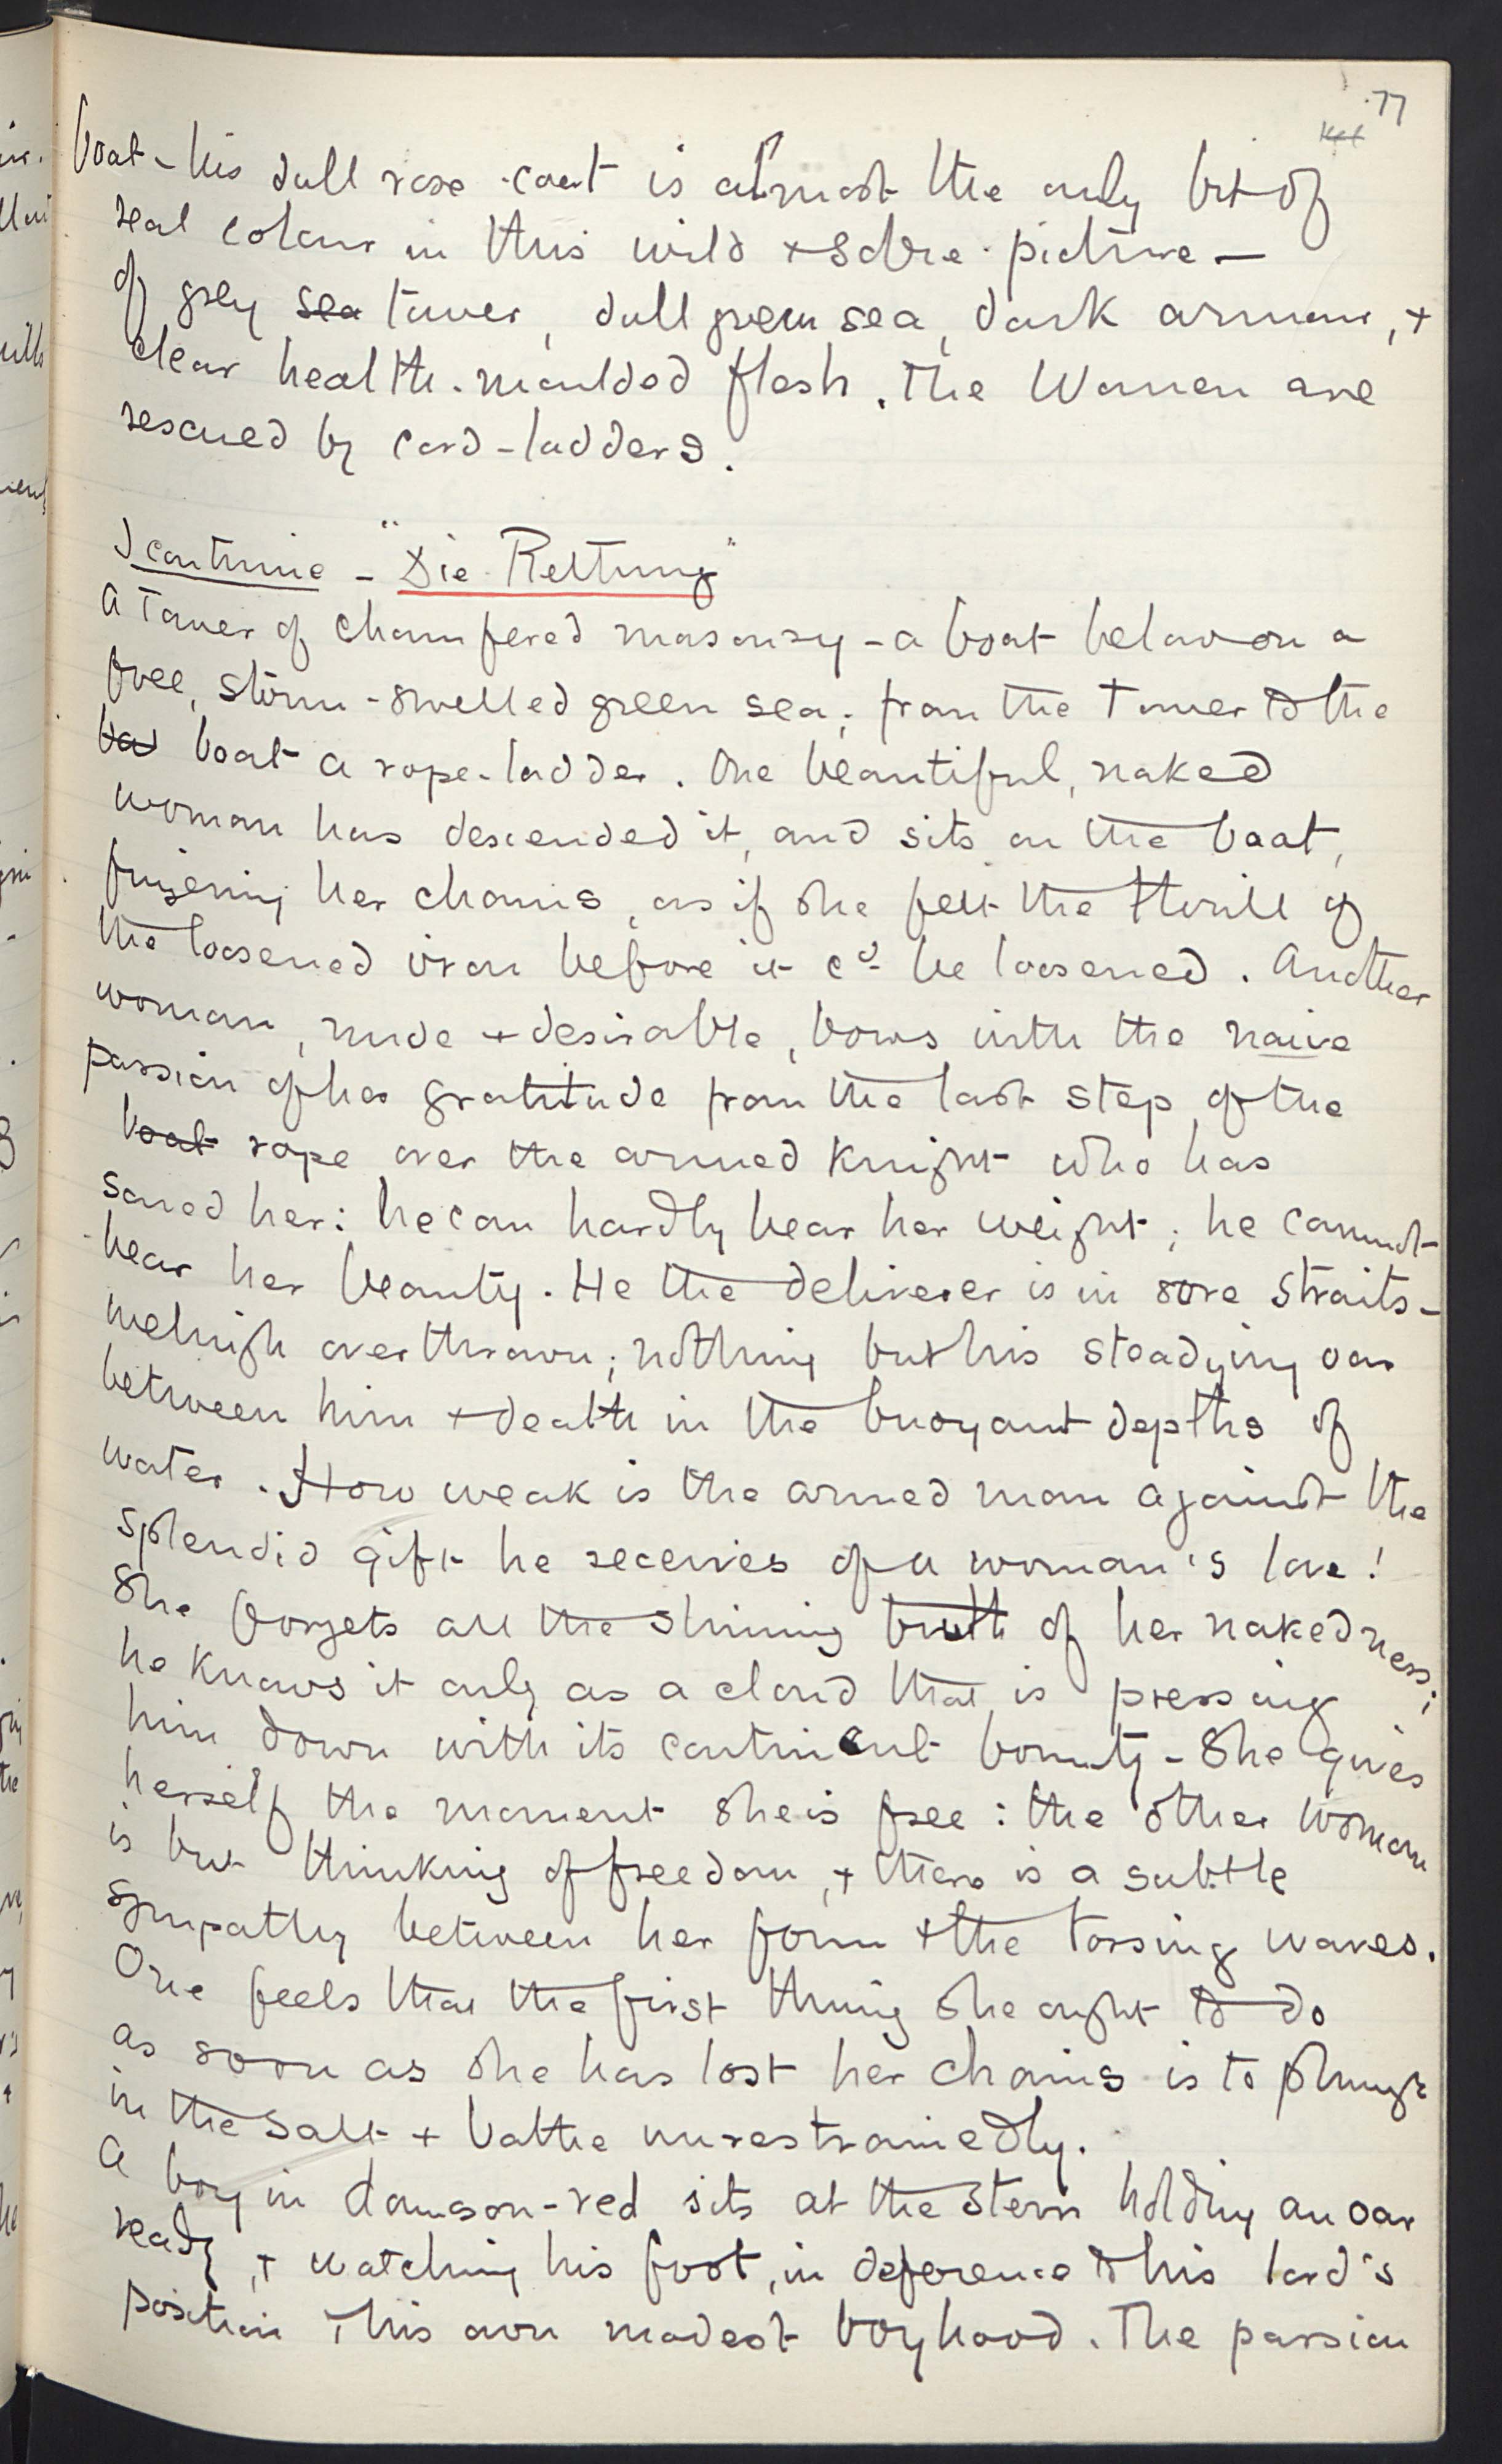 77
boat – his dull rose coat is almost the only bit of
real colour in this wild + sobre picture –
of grey sea tower, dull green sea, dark armour, +
clear health-moulded flesh. The Women are
rescued by cord-ladders.
I continue – "Die Rettung"
A Tower of chamfered masonry – a boat below on a
free, storm-swelled green sea; from the tower to the
boat a rope-ladder. One beautiful, naked
woman has descended it, and sits on the boat,
fingering her chains, as if she felt the thrill of
the loosened iron before it cd be loosened. Another
woman, nude + desirable, bows with the naive
passion of her gratitude from the last step of the
boat rope over the armed Knight who has
saved her: he can hardly bear her weight; he cannot
bear her beauty. He the deliverer is in sore straits –
welnigh overthrown; nothing but his steadying oar
between him + death in the buoyant depths of
water. How weak is the armed man against the
splendid gift he receives of a woman's love!
She forgets all the shining truth of her nakedness;
he knows it only as a cloud that is pressing
him down with its continent bounty – She gives
herself the moment she is free: the other woman
is but thinking of freedom, + there is a subtle
sympathy between her form + the tossing waves.
One feels that the first thing she ought to do
as soon as she has lost her chains is to plunge
in the salt + battle unrestrainedly.
A boy in damson-red sits at the stern holding an oar
ready, + watching his foot, in deference to his lord's
position + his own modest boyhood. The passion